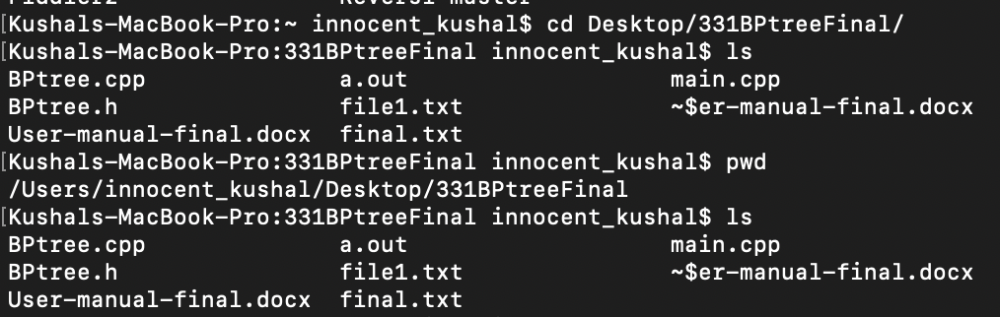 Fiddler2 Reversi-master
[Kushals-MacBook-Pro:~ innocent_kushal$ cd Desktop/331BPtreeFinal/
[Kushals-MacBook-Pro:331BPtreeFinal innocent_kushal$ ls
BPtree.cpp a.out main.cpp
BPtree.h file1.txt ~$er-manual-final.docx
User-manual-final.docx final.txt
[Kushals-MacBook-Pro:331BPtreeFinal innocent_kushal$ pwd
/Users/innocent_kushal/Desktop/331BPtreeFinal
[Kushals-MacBook-Pro:331BPtreeFinal innocent_kushal$ ls
BPtree.cpp a.out main.cpp
BPtree.h file1.txt ~$er-manual-final.docx
User-manual-final.docx final.txt